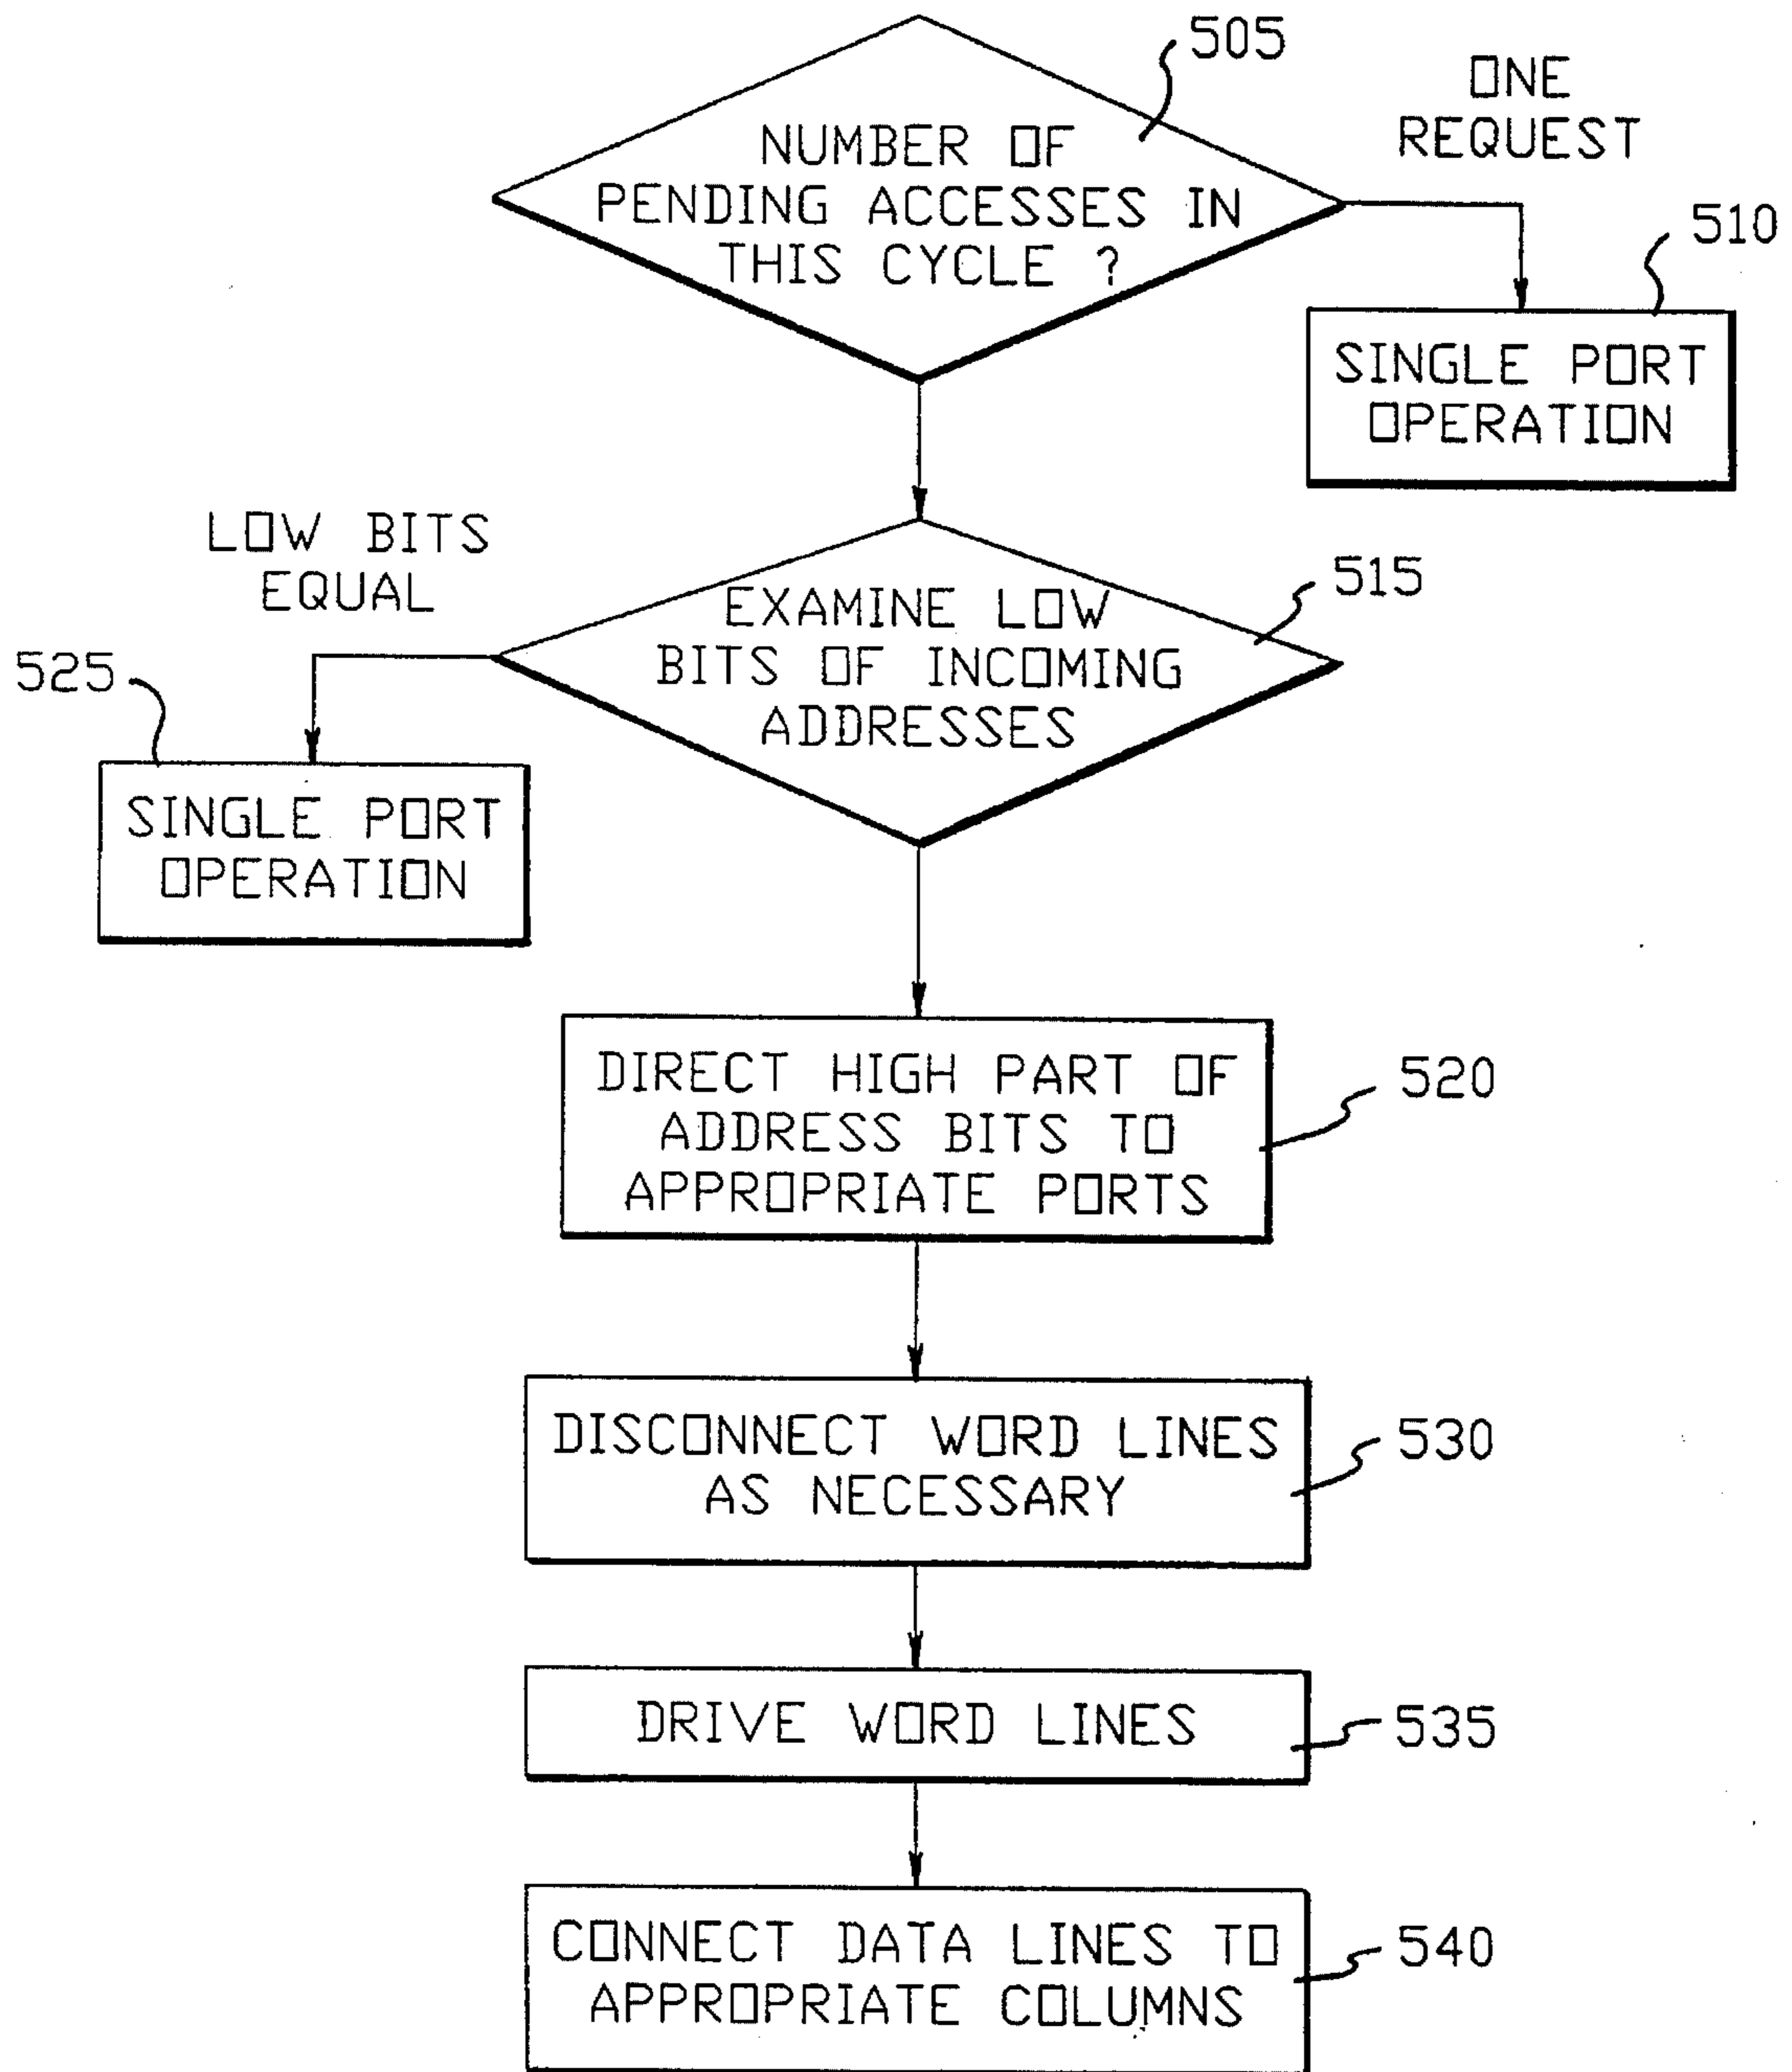 505
ONE
REQUEST
NUMBER OF
PENDING ACCESSES IN
THIS CYCLE ?
510
SINGLE PORT
OPERATION
LOW BITS
EQUAL
515
EXAMINE LOW
BITS OF INCOMING
ADDRESSES
525
SINGLE PORT
OPERATION
520
DIRECT HIGH PART OF
ADDRESS BITS TO
APPROPRIATE PORTS
530
DISCONNECT WORD LINES
AS NECESSARY
535
DRIVE WORD LINES
540
CONNECT DATA LINES TO
APPROPRIATE COLUMNS